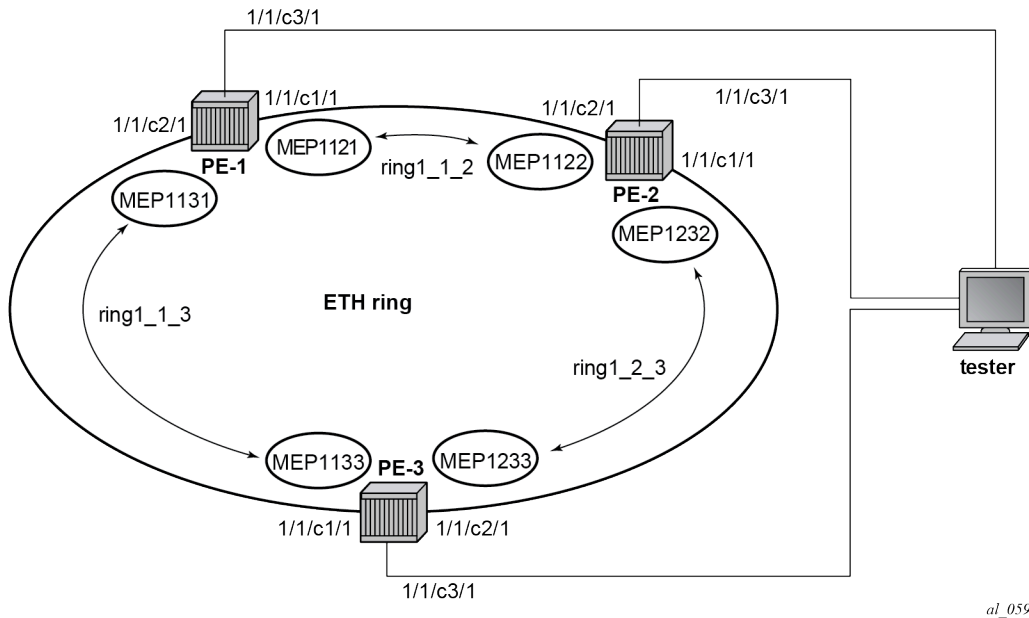 1/1/c3/1
1/1/c1/1
1/1/c2/1
1/1/c2/1
1/1/c3/1
MEP1121
ring1_1_2
MEP1122
PE-1
1/1/c1/1
PE-2
MEP1131
MEP1232
ETH ring
ring1_1_3
ring1_2_3
tester
MEP1133
PE-3
MEP1233
1/1/c1/1
1/1/c2/1
1/1/c3/1
al_059